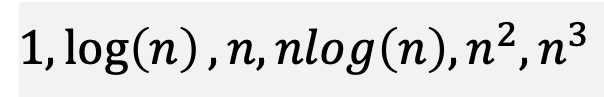 1, log(n) , n, nlog(n), n², n³